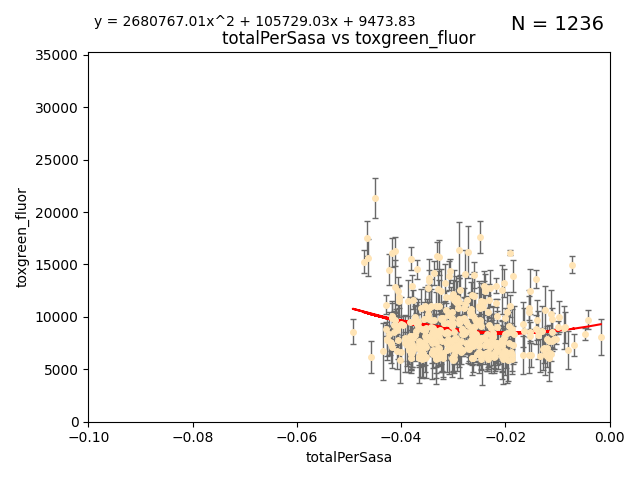 y = 2680767.01x^2 + 105729.03x + 9473.83
N = 1236
totalPerSasa vs toxgreen_fluor
35000
30000
25000
20000
15000
10000
5000
0
toxgreen_fluor
−0.10
−0.08
−0.06
−0.04
−0.02
0.00
totalPerSasa